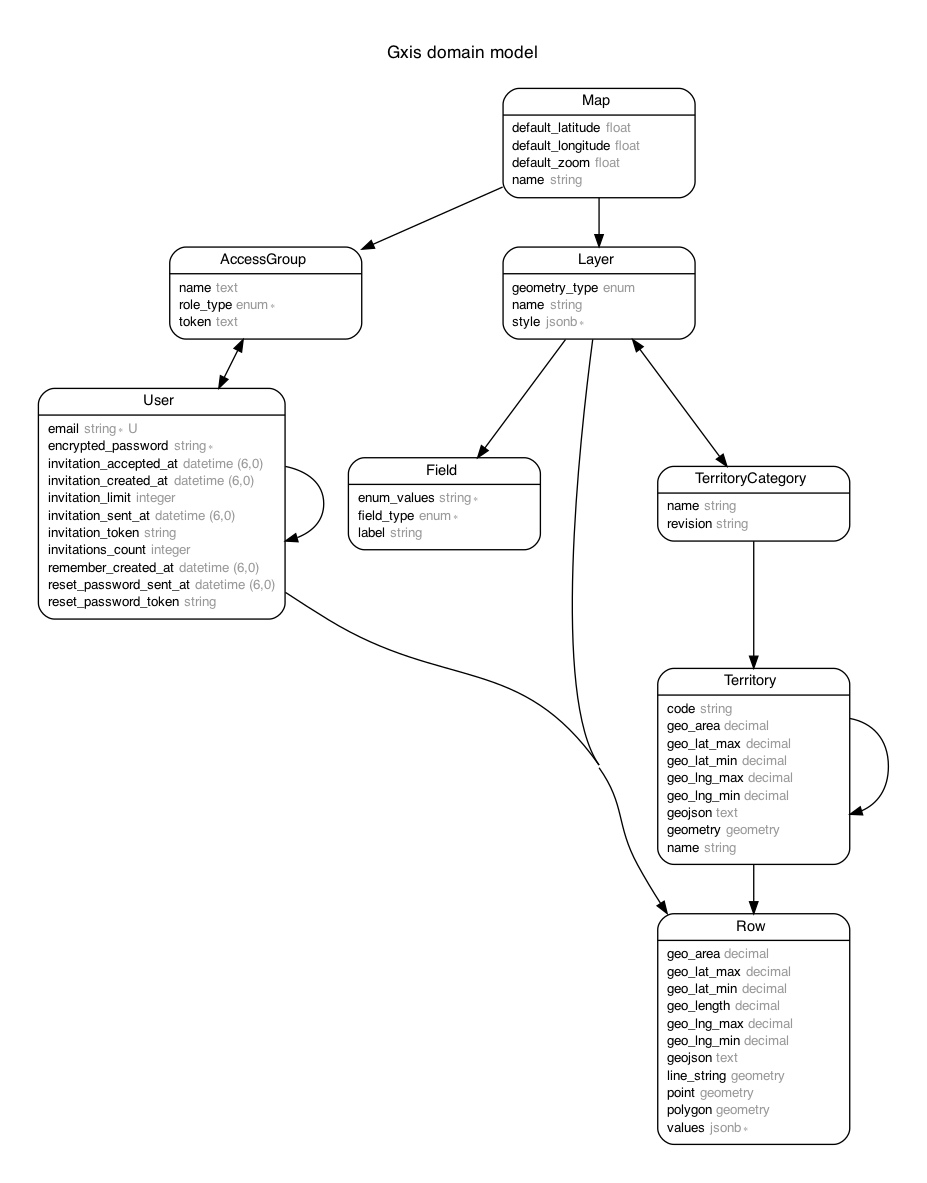 Gxis domain model
Map
default_latitude float
default_longitude float
default_zoom float
name string
AccessGroup
name text
role_type enum ∗
token text
Layer
geometry_type enum
name string
style jsonb ∗
User
email string ∗ U
encrypted_password string ∗
invitation_accepted_at datetime (6,0)
invitation_created_at datetime (6,0)
invitation_limit integer
invitation_sent_at datetime (6,0)
invitation_token string
invitations_count integer
remember_created_at datetime (6,0)
reset_password_sent_at datetime (6,0)
reset_password_token string
Field
enum_values string ∗
field_type enum ∗
label string
TerritoryCategory
name string
revision string
Territory
code string
geo_area decimal
geo_lat_max decimal
geo_lat_min decimal
geo_lng_max decimal
geo_lng_min decimal
geojson text
geometry geometry
name string
Row
geo_area decimal
geo_lat_max decimal
geo_lat_min decimal
geo_length decimal
geo_lng_max decimal
geo_lng_min decimal
geojson text
line_string geometry
point geometry
polygon geometry
values jsonb ∗